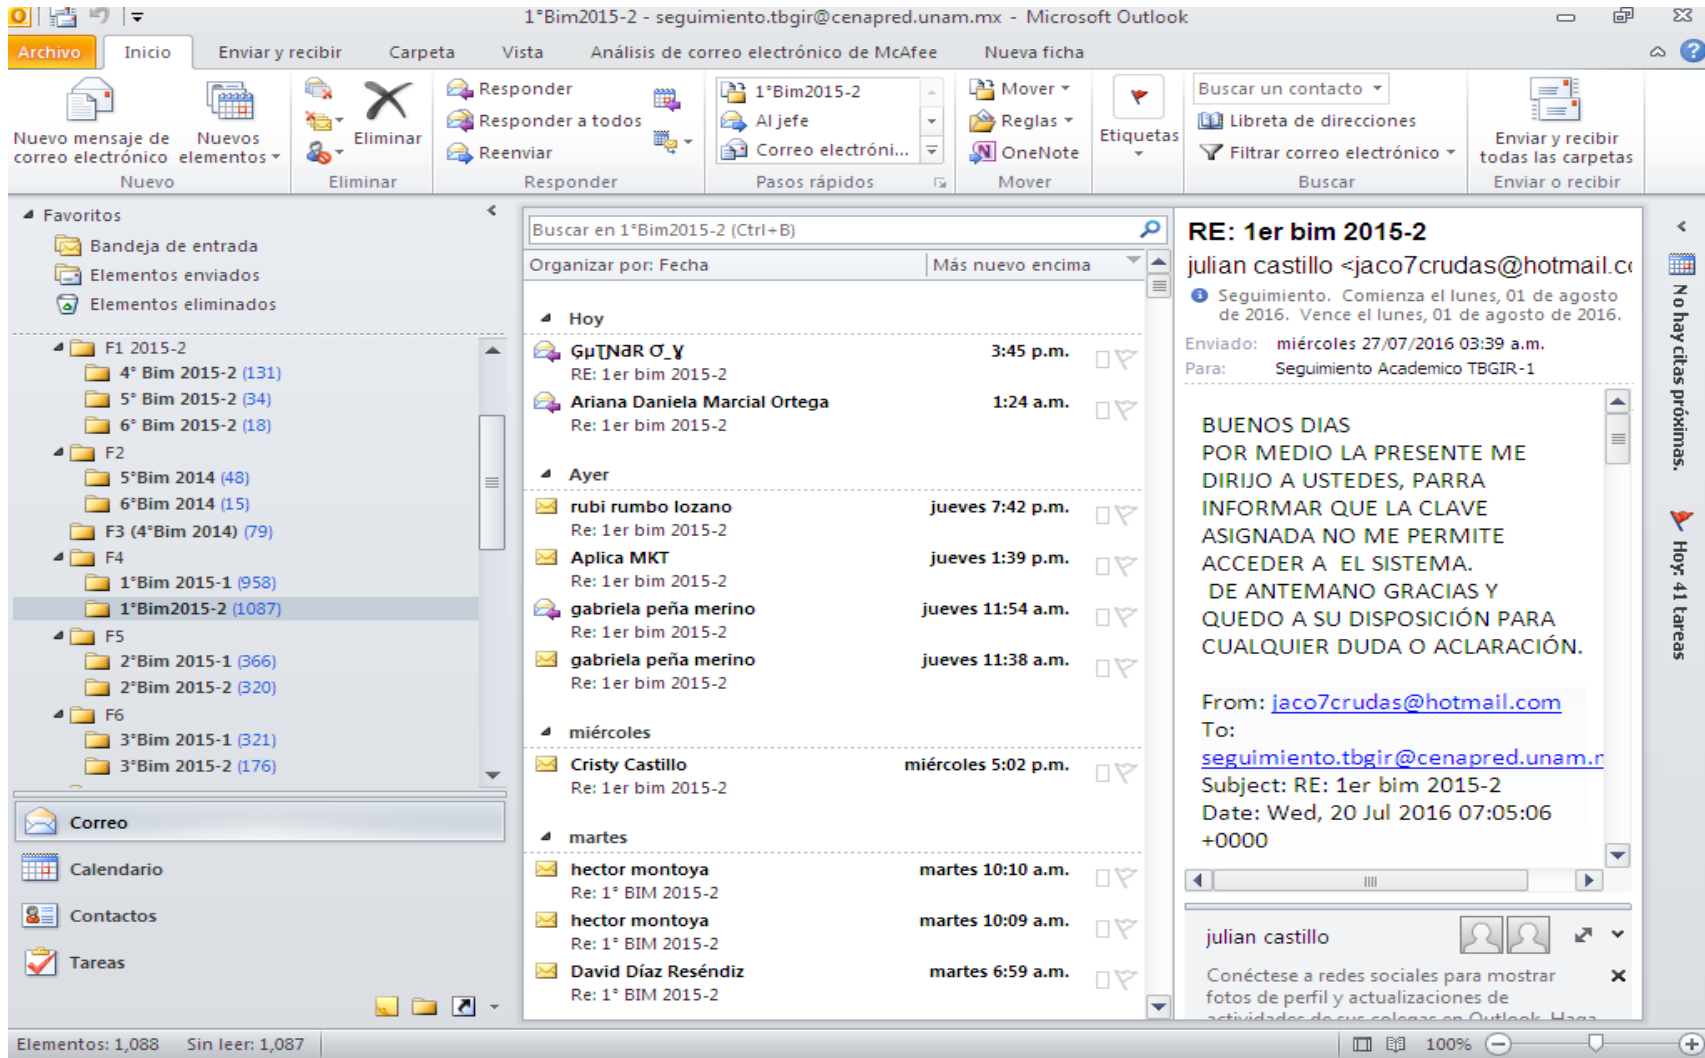 1°Bim2015-2 - seguimiento.tbgir@cenapred.unam.mx - Microsoft Outlook
Archivo Inicio Enviar y recibir Carpeta Vista Análisis de correo electrónico de McAfee Nueva ficha
Nuevo mensaje de
correo electrónico
Nuevos
elementos
Nuevo
Eliminar
Eliminar
Responder
Responder a todos
Reenviar
Responder
1°Bim2015-2
Al jefe
Correo electróni...
Pasos rápidos
Mover
Reglas
OneNote
Mover
Etiquetas
Buscar un contacto
Libreta de direcciones
Filtrar correo electrónico
Buscar
Enviar y recibir
todas las carpetas
Enviar o recibir
Favoritos
Bandeja de entrada
Elementos enviados
Elementos eliminados
F1 2015-2
4° Bim 2015-2 (131)
5° Bim 2015-2 (34)
6° Bim 2015-2 (18)
F2
5°Bim 2014 (48)
6°Bim 2014 (15)
F3 (4°Bim 2014) (79)
F4
1°Bim 2015-1 (958)
1°Bim2015-2 (1087)
F5
2°Bim 2015-1 (366)
2°Bim 2015-2 (320)
F6
3°Bim 2015-1 (321)
3°Bim 2015-2 (176)
Correo
Calendario
Contactos
Tareas
Buscar en 1°Bim2015-2 (Ctrl+B)
Organizar por: Fecha Más nuevo encima
Hoy
3:45 p.m.
RE: 1er bim 2015-2
Ariana Daniela Marcial Ortega 1:24 a.m.
Re: 1er bim 2015-2
Ayer
rubi rumbo lozano jueves 7:42 p.m.
Re: 1er bim 2015-2
Aplica MKT jueves 1:39 p.m.
Re: 1er bim 2015-2
gabriela peña merino jueves 11:54 a.m.
Re: 1er bim 2015-2
gabriela peña merino jueves 11:38 a.m.
Re: 1er bim 2015-2
miércoles
Cristy Castillo miércoles 5:02 p.m.
Re: 1er bim 2015-2
martes
hector montoya martes 10:10 a.m.
Re: 1° BIM 2015-2
hector montoya martes 10:09 a.m.
Re: 1° BIM 2015-2
David Díaz Reséndiz martes 6:59 a.m.
Re: 1° BIM 2015-2
RE: 1er bim 2015-2
julian castillo <jaco7crudas@hotmail.co
Seguimiento. Comienza el lunes, 01 de agosto
de 2016. Vence el lunes, 01 de agosto de 2016.
Enviado: miércoles 27/07/2016 03:39 a.m.
Para: Seguimiento Academico TBGIR-1
BUENOS DIAS
POR MEDIO LA PRESENTE ME
DIRIJO A USTEDES, PARRA
INFORMAR QUE LA CLAVE
ASIGNADA NO ME PERMITE
ACCEDER A EL SISTEMA.
DE ANTEMANO GRACIAS Y
QUEDO A SU DISPOSICIÓN PARA
CUALQUIER DUDA O ACLARACIÓN.
From: jaco7crudas@hotmail.com
To:
seguimiento.tbgir@cenapred.unam.m
Subject: RE: 1er bim 2015-2
Date: Wed, 20 Jul 2016 07:05:06
+0000
julian castillo
Conéctese a redes sociales para mostrar
fotos de perfil y actualizaciones de
actividades de sus colegas en Outlook. Haga
No hay citas próximas.
Hoy: 41 tareas
Elementos: 1,088 Sin leer: 1,087
100%